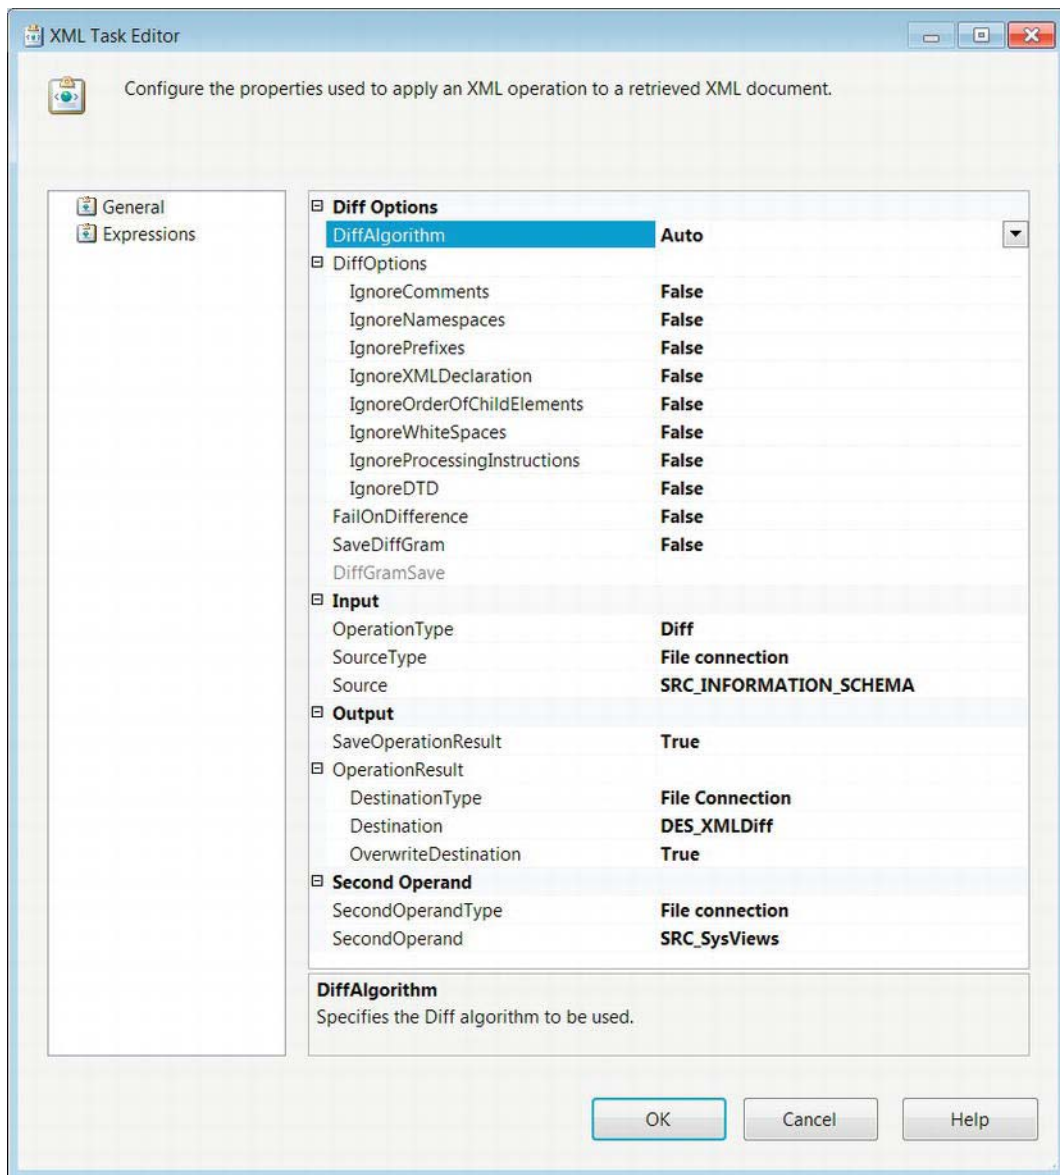 XML Task Editor
Configure the properties used to apply an XML operation to a retrieved XML document.
General
Expressions
Diff Options
DiffAlgorithm Auto
DiffOptions
IgnoreComments False
IgnoreNamespaces False
IgnorePrefixes False
IgnoreXMLDeclaration False
IgnoreOrderOfChildElements False
IgnoreWhiteSpaces False
IgnoreProcessingInstructions False
IgnoreDTD False
FailOnDifference False
SaveDiffGram False
DiffGramSave
Input
OperationType Diff
SourceType File connection
Source SRC_INFORMATION_SCHEMA
Output
SaveOperationResult True
OperationResult
DestinationType File Connection
Destination DES_XMLDiff
OverwriteDestination True
Second Operand
SecondOperandType File connection
SecondOperand SRC_SysViews
DiffAlgorithm
Specifies the Diff algorithm to be used.
OK Cancel Help